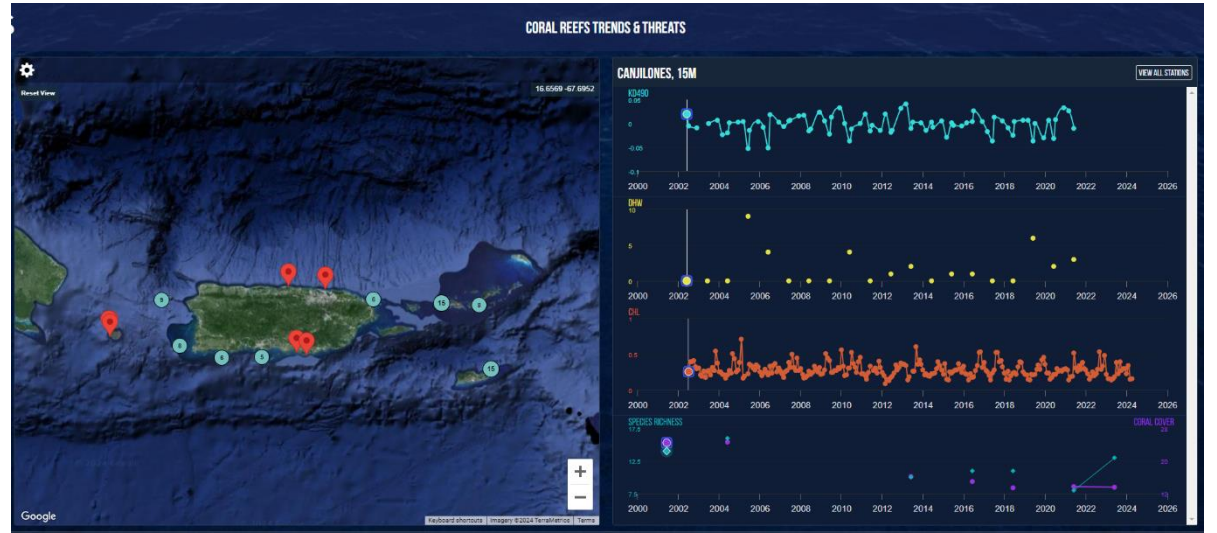 CORAL REEFS TRENDS & THREATS
Reset View
16.6569 -67.6952
9
6
15
9
8
6
5
15
Google
Keyboard shortcuts
Imagery ©2024 TerraMetrics
Terms
CANJILONES, 15M
VIEW ALL STATIONS
KD490
0.05
0
-0.05
-0.1
2000 2002 2004 2006 2008 2010 2012 2014 2016 2018 2020 2022 2024 2026
DHW
10
5
0
2000 2002 2004 2006 2008 2010 2012 2014 2016 2018 2020 2022 2024 2026
CHL
1
0.5
0
2000 2002 2004 2006 2008 2010 2012 2014 2016 2018 2020 2022 2024 2026
SPECIES RICHNESS CORAL COVER
17.5
12.5 20
7.5
2000 2002 2004 2006 2008 2010 2012 2014 2016 2018 2020 2022 2024 2026